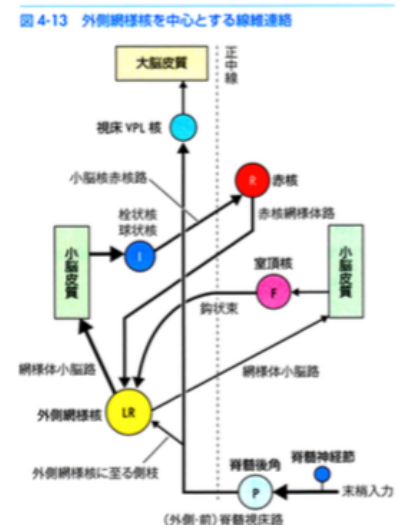 図 4-13 外側網様核を中心とする線維連絡
大脳皮質
正中線
視床 VPL 核
小脳核赤核路
R
赤核
栓状核
球状核
赤核網様体路
小脳皮質
I
室頂核
F
小脳皮質
鈎状束
網様体小脳路
網様体小脳路
外側網様核
LR
外側網様核に至る側枝
脊髄後角
脊髄神経節
P
末梢入力
(外側・前)脊髄視床路